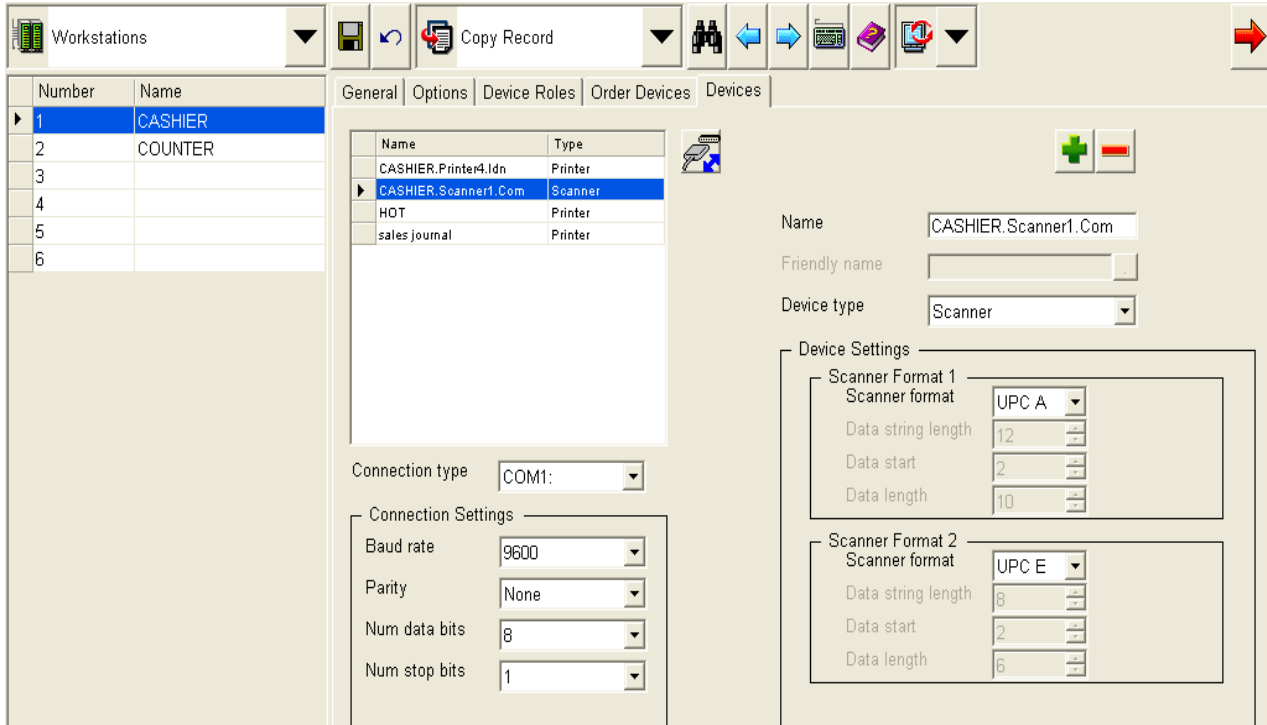 Workstations
Copy Record
Number Name
1 CASHIER
2 COUNTER
3
4
5
6
General Options Device Roles Order Devices Devices
Name Type
CASHIER.Printer4.Idn Printer
CASHIER.Scanner1.Com Scanner
HOT Printer
sales journal Printer
Connection type COM1:
Connection Settings
Baud rate 9600
Parity None
Num data bits 8
Num stop bits 1
Name CASHIER.Scanner1.Com
Friendly name .
Device type Scanner
Device Settings
Scanner Format 1
Scanner format UPC A
Data string length 12
Data start 2
Data length 10
Scanner Format 2
Scanner format UPC E
Data string length 8
Data start 2
Data length 6